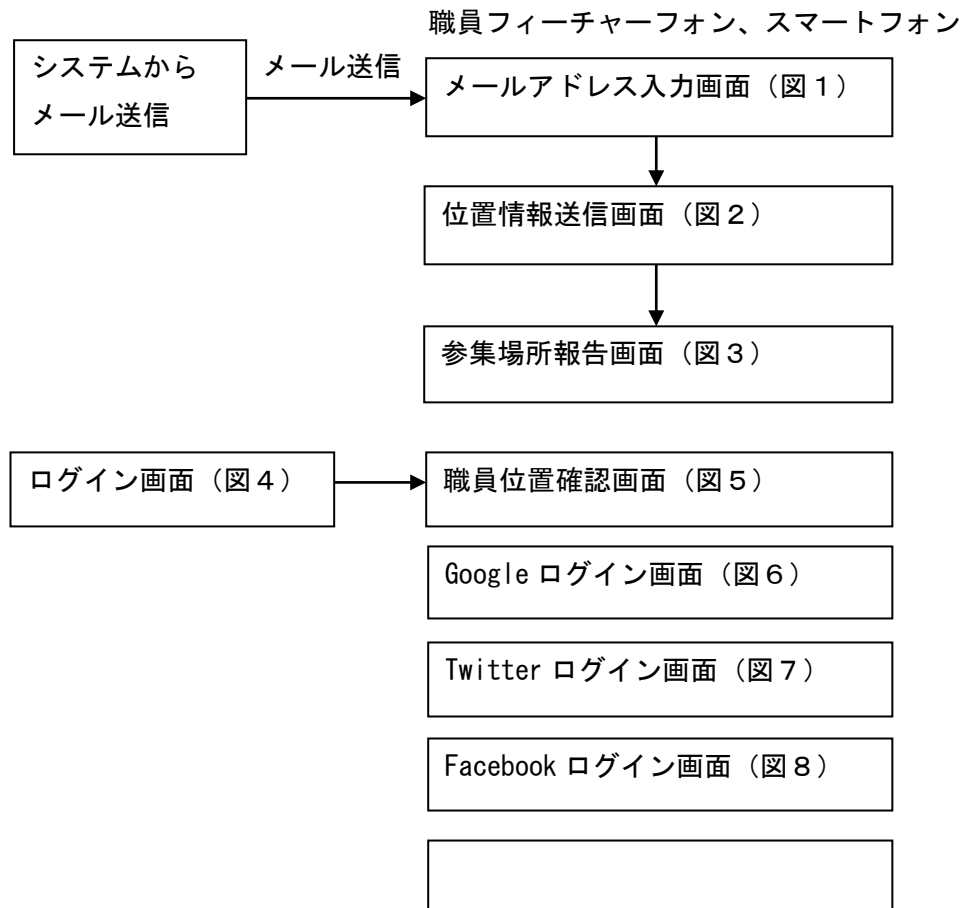 職員フィーチャーフォン、スマートフォン
システムから
メール送信
メール送信
メールアドレス入力画面（図１）
位置情報送信画面（図２）
参集場所報告画面（図３）
ログイン画面（図４）
職員位置確認画面（図５）
Google ログイン画面（図６）
Twitter ログイン画面（図７）
Facebook ログイン画面（図８）